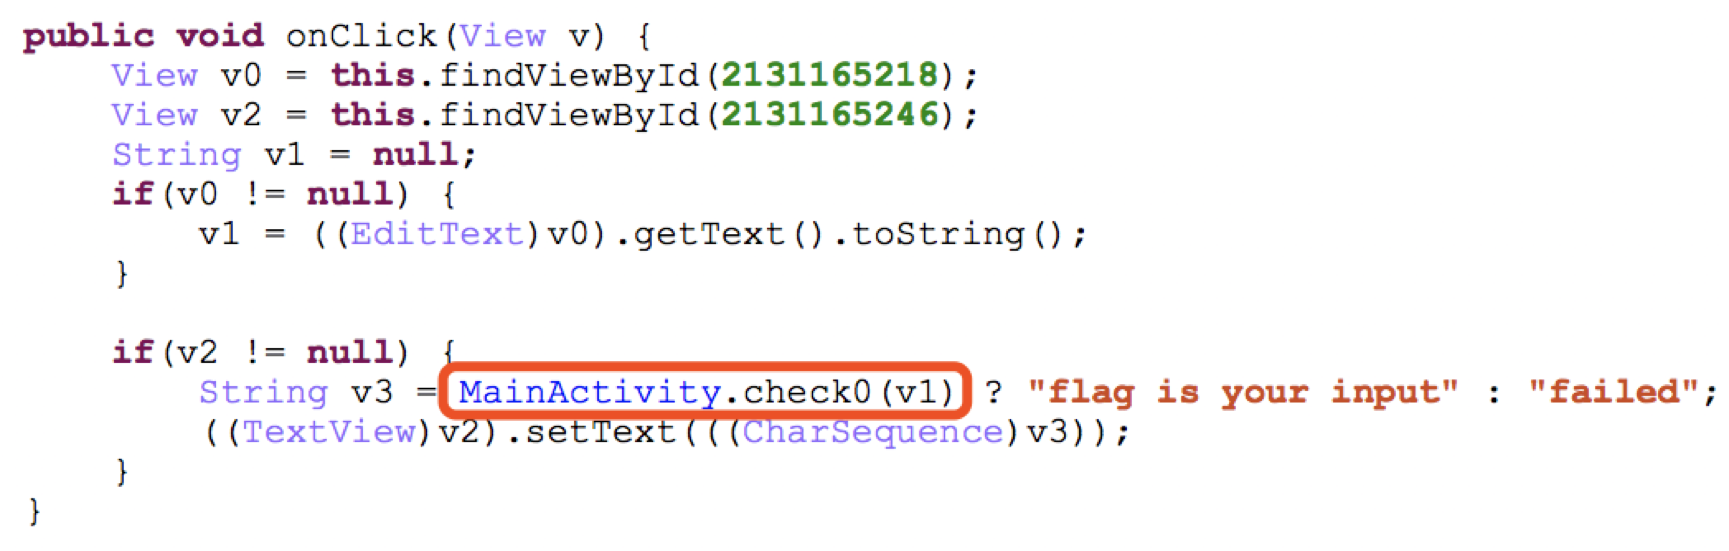 public void onClick(View v) {
View v0 = this.findViewById(2131165218);
View v2 = this.findViewById(2131165246);
String v1 = null;
if(v0 != null) {
v1 = ((EditText)v0).getText().toString();
}
if(v2 != null) {
String v3 = MainActivity.check0(v1) ? "flag is your input" : "failed";
((TextView)v2).setText(((CharSequence)v3));
}
}